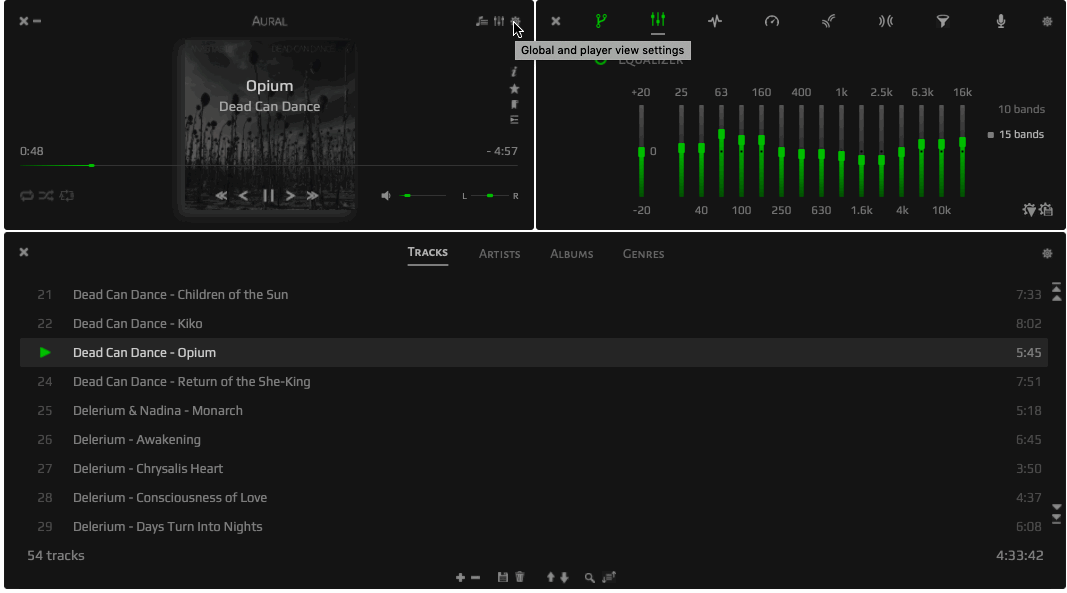 AURAL
Global and player view settings
DEAD CAN DANCE
Opium
Dead Can Dance
0:48
- 4:57
L
R
EQUALIZER
+20 25 63 160 400 1k 2.5k 6.3k 16k
10 bands
15 bands
0
-20 40 100 250 630 1.6k 4k 10k
Tracks Artists Albums Genres
21 Dead Can Dance - Children of the Sun 7:33
22 Dead Can Dance - Kiko 8:02
Dead Can Dance - Opium 5:45
24 Dead Can Dance - Return of the She-King 7:51
25 Delerium & Nadina - Monarch 5:18
26 Delerium - Awakening 6:45
27 Delerium - Chrysalis Heart 3:50
28 Delerium - Consciousness of Love 4:37
29 Delerium - Days Turn Into Nights 6:08
54 tracks 4:33:42